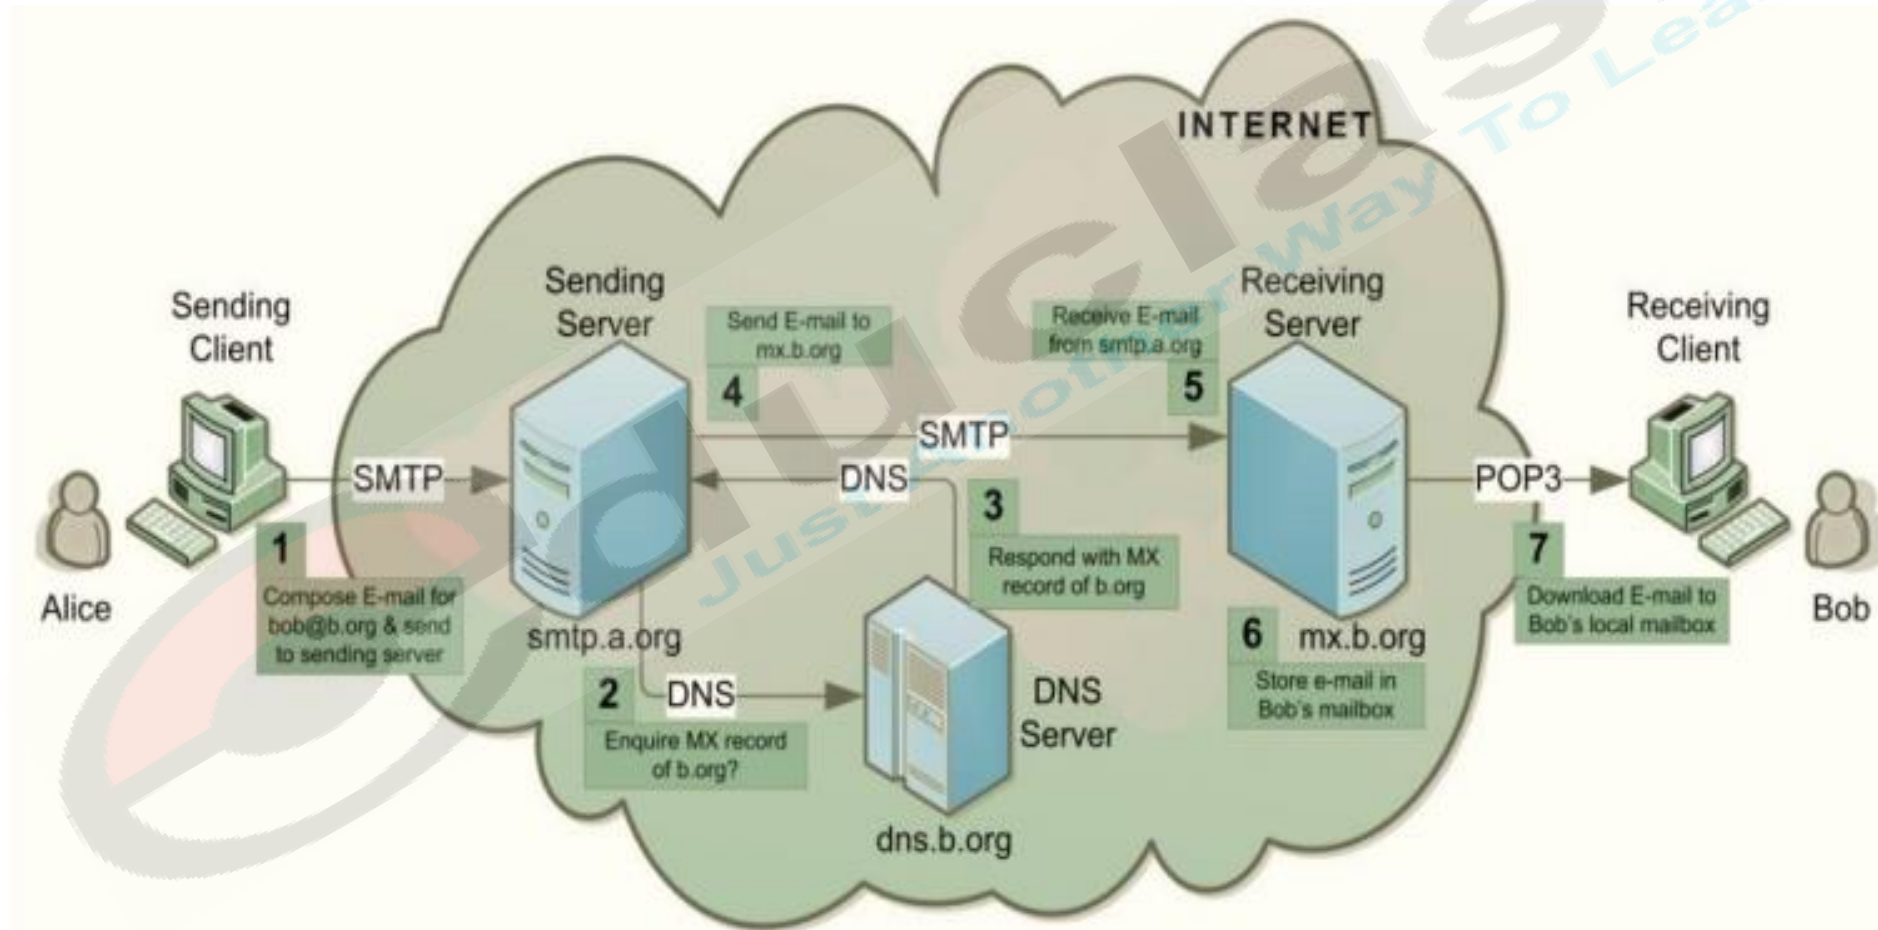 INTERNET
Sending
Client
Alice
1
Compose E-mail for
bob@b.org & send
to sending server
SMTP
Sending
Server
smtp.a.org
2
DNS
Enquire MX record
of b.org?
DNS
Server
dns.b.org
3
Respond with MX
record of b.org
DNS
4
Send E-mail to
mx.b.org
SMTP
Receive E-mail
from smtp.a.org
5
Receiving
Server
mx.b.org
6
Store e-mail in
Bob's mailbox
POP3
7
Download E-mail to
Bob's local mailbox
Receiving
Client
Bob